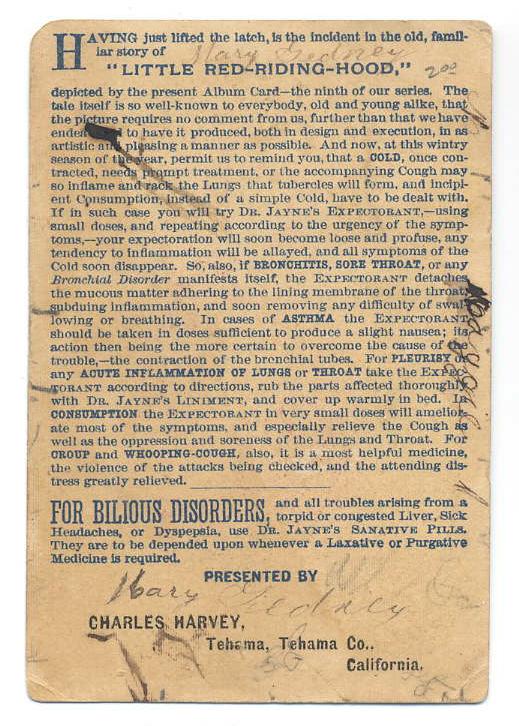 HAVING just lifted the latch, is the incident in the old, famil-
iar story of Mary Gedney
"LITTLE RED-RIDING-HOOD," 200
depicted by the present Album Card—the ninth of our series. The
tale itself is so well-known to everybody, old and young alike, that
the picture requires no comment from us, further than that we have
endea to have it produced, both in design and execution, in as
artistic and pleasing a manner as possible. And now, at this wintry
season of the year, permit us to remind you, that a COLD, once con-
tracted, needs prompt treatment, or the accompanying Cough may
so inflame and rack the Lungs that tubercles will form, and incipi-
ent Consumption, instead of a simple Cold, have to be dealt with.
If in such case you will try DR. JAYNE'S EXPECTORANT,—using
small doses, and repeating according to the urgency of the symp-
toms,—your expectoration will soon become loose and profuse, any
tendency to inflammation will be allayed, and all symptoms of the
Cold soon disappear. So, also, if BRONCHITIS, SORE THROAT, or any
Bronchial Disorder manifests itself, the EXPECTORANT detaches
the mucous matter adhering to the lining membrane of the throat,
subduing inflammation, and soon removing any difficulty of swal-
lowing or breathing. In cases of ASTHMA the EXPECTORANT
should be taken in doses sufficient to produce a slight nausea; its
action then being the more certain to overcome the cause of the
trouble,—the contraction of the bronchial tubes. For PLEURISY or
any ACUTE INFLAMMATION OF LUNGS or THROAT take the EXPEC-
TORANT according to directions, rub the parts affected thoroughly
with DR. JAYNE'S LINIMENT, and cover up warmly in bed. In
CONSUMPTION the EXPECTORANT in very small doses will amelior-
ate most of the symptoms, and especially relieve the Cough as
well as the oppression and soreness of the Lungs and Throat. For
CROUP and WHOOPING-COUGH, also, it is a most helpful medicine,
the violence of the attacks being checked, and the attending dis-
tress greatly relieved.
FOR BILIOUS DISORDERS, and all troubles arising from a
torpid or congested Liver, Sick
Headaches, or Dyspepsia, use DR. JAYNE'S SANATIVE PILLS.
They are to be depended upon whenever a Laxative or Purgative
Medicine is required.
PRESENTED BY
Mary Gedney
CHARLES HARVEY,
Tehama, Tehama Co..
California.